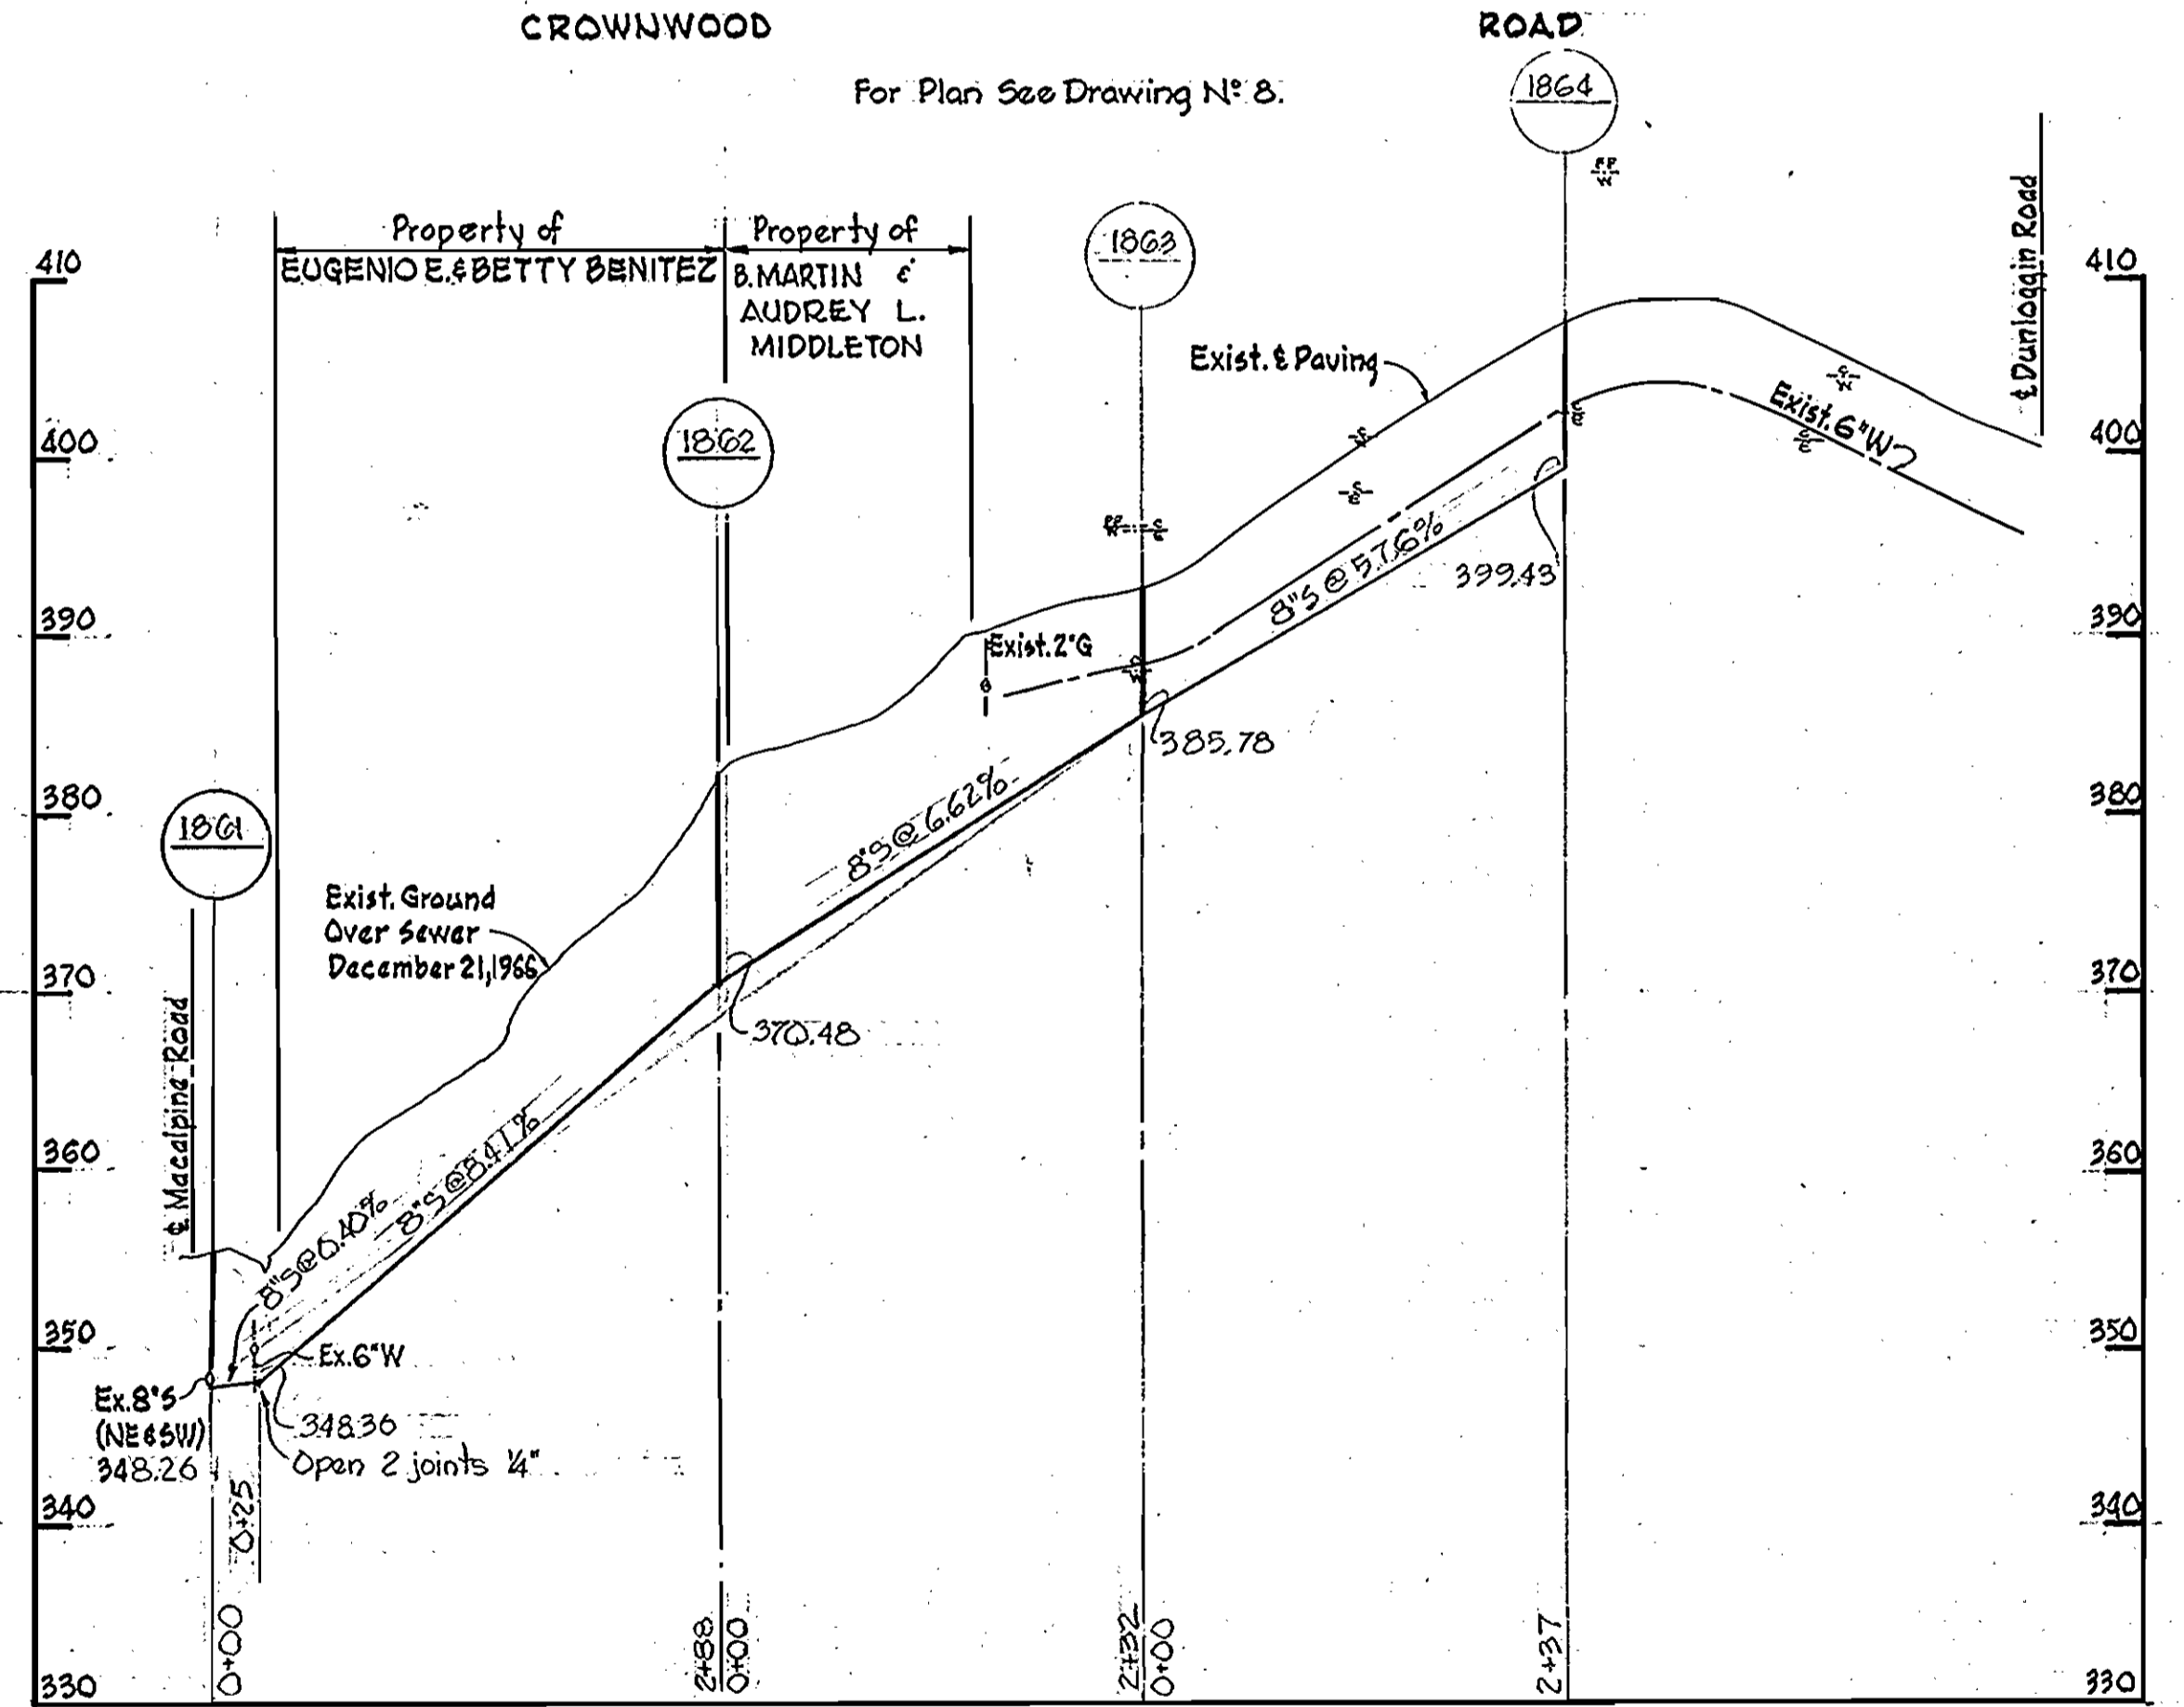 CROWNWOOD ROAD
For Plan See Drawing Nº 8.
1864
Property of
EUGENIO E. & BETTY BENITEZ
Property of
B. MARTIN &
AUDREY L.
MIDDLETON
1863
℄ Dunloggin Road
410
410
Exist. ℄ Paving
1862
400
400
Exist. 6"W
8"S @ 5.76%
399.43
390
390
Exist. 2"G
385.78
380
380
8"S @ 6.62%
1861
Exist. Ground
Over Sewer
December 21, 1966
370
370
370.48
℄ Macalpine Road
360
360
8"S @ 8.41%
8"S @ 0.40%
350
350
Ex. 6"W
Ex. 8"S
(NE & SW)
348.26
348.36
Open 2 joints ¼"
340
340
0+25
0+00
2+88
0+00
2+32
0+00
2+37
330
330